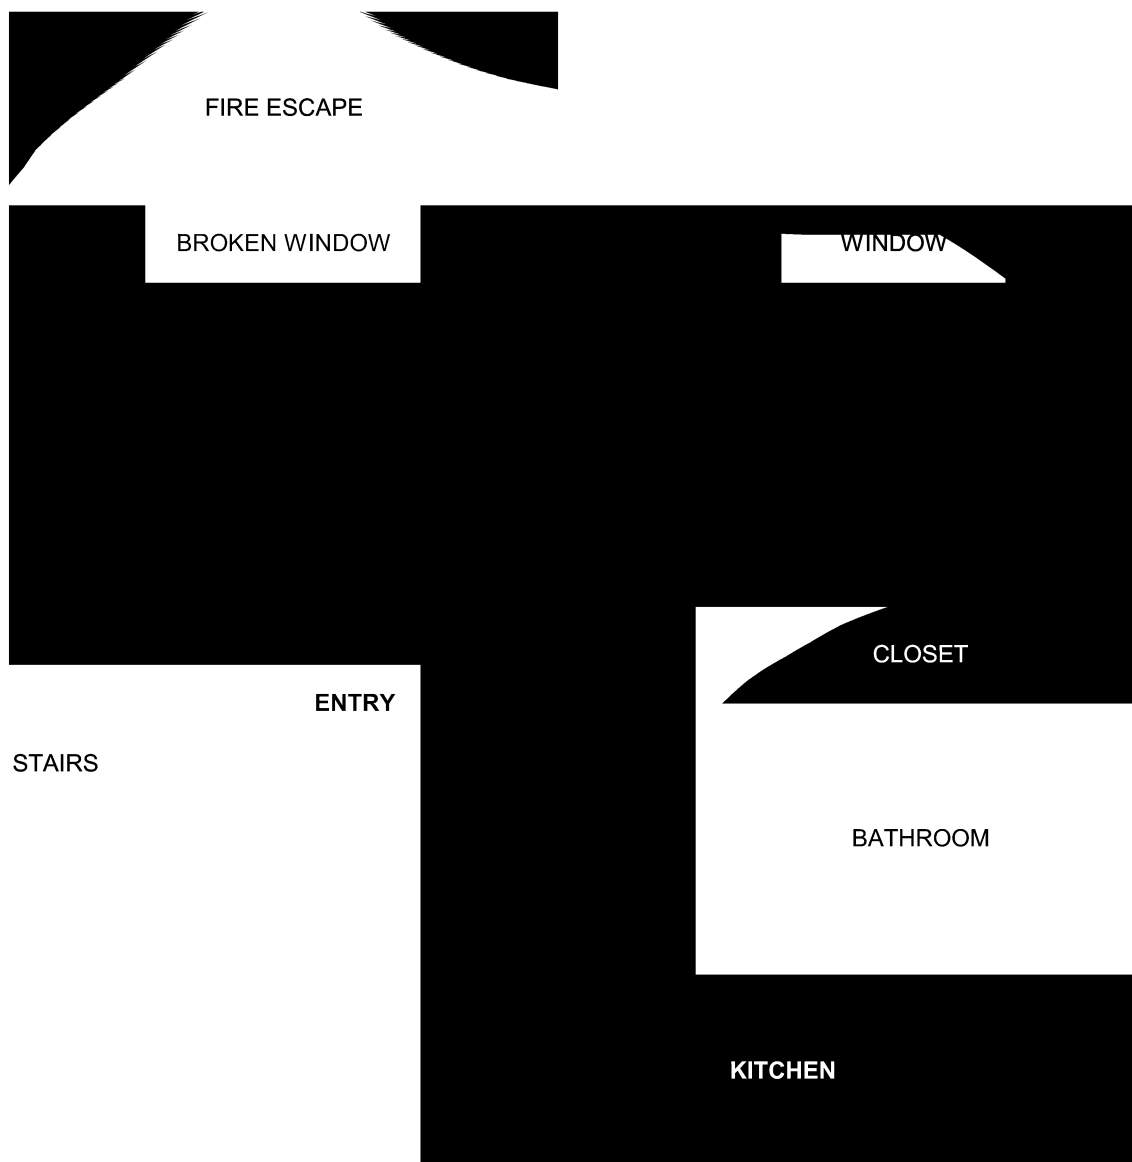 FIRE ESCAPE
BROKEN WINDOW
WINDOW
CLOSET
ENTRY
STAIRS
BATHROOM
KITCHEN